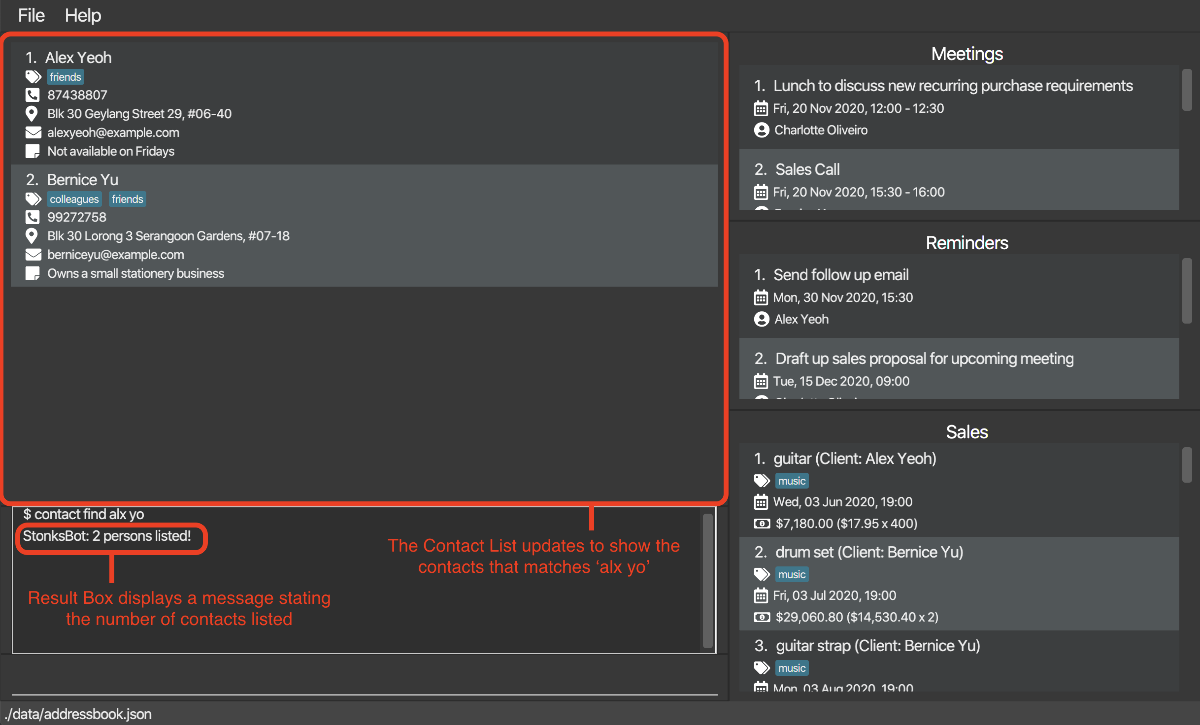 File Help
1. Alex Yeoh
friends
87438807
Blk 30 Geylang Street 29, #06-40
alexyeoh@example.com
Not available on Fridays
2. Bernice Yu
colleagues friends
99272758
Blk 30 Lorong 3 Serangoon Gardens, #07-18
berniceyu@example.com
Owns a small stationery business
$ contact find alx yo
StonksBot: 2 persons listed!
The Contact List updates to show the
contacts that matches ‘alx yo’
Result Box displays a message stating
the number of contacts listed
Meetings
1. Lunch to discuss new recurring purchase requirements
Fri, 20 Nov 2020, 12:00 - 12:30
Charlotte Oliveiro
2. Sales Call
Fri, 20 Nov 2020, 15:30 - 16:00
Reminders
1. Send follow up email
Mon, 30 Nov 2020, 15:30
Alex Yeoh
2. Draft up sales proposal for upcoming meeting
Tue, 15 Dec 2020, 09:00
Sales
1. guitar (Client: Alex Yeoh)
music
Wed, 03 Jun 2020, 19:00
$7,180.00 ($17.95 x 400)
2. drum set (Client: Bernice Yu)
music
Fri, 03 Jul 2020, 19:00
$29,060.80 ($14,530.40 x 2)
3. guitar strap (Client: Bernice Yu)
music
Mon, 03 Aug 2020, 19:00
./data/addressbook.json